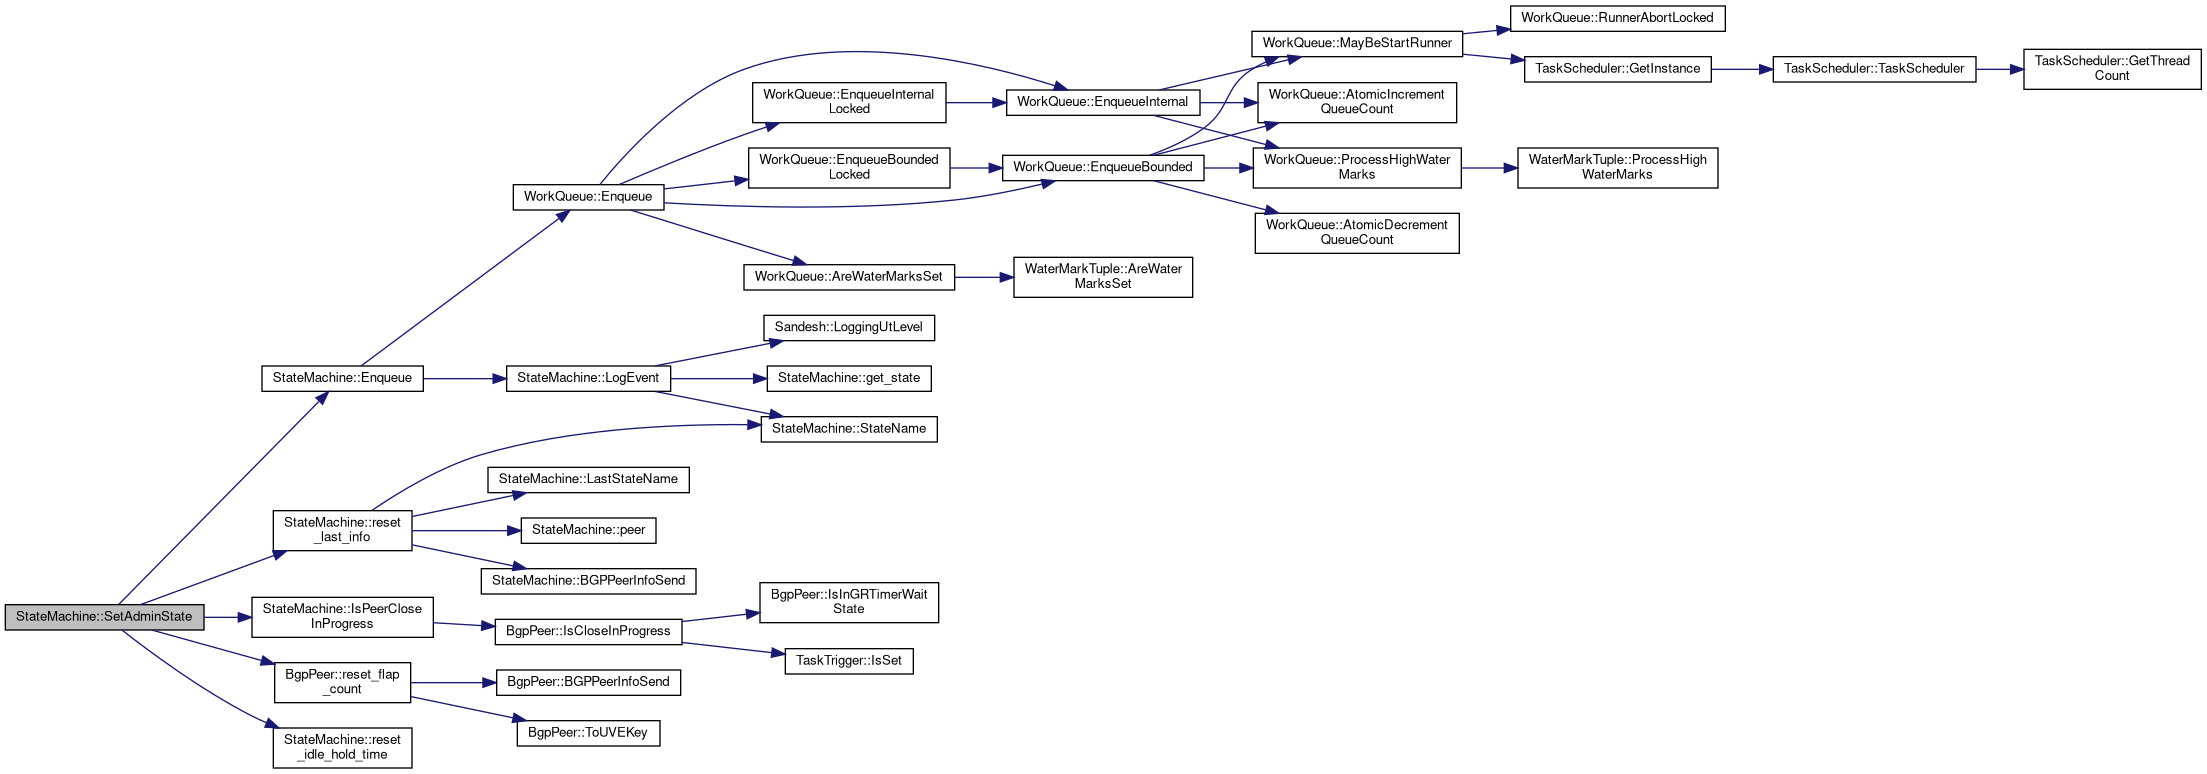 WorkQueue::RunnerAbortLocked
WorkQueue::MayBeStartRunner
TaskScheduler::GetInstance
TaskScheduler::TaskScheduler
TaskScheduler::GetThread
Count
WorkQueue::EnqueueInternal
Locked
WorkQueue::EnqueueInternal
WorkQueue::AtomicIncrement
QueueCount
WorkQueue::EnqueueBounded
Locked
WorkQueue::EnqueueBounded
WorkQueue::ProcessHighWater
Marks
WaterMarkTuple::ProcessHigh
WaterMarks
WorkQueue::Enqueue
WorkQueue::AtomicDecrement
QueueCount
WorkQueue::AreWaterMarksSet
WaterMarkTuple::AreWater
MarksSet
Sandesh::LoggingUtLevel
StateMachine::Enqueue
StateMachine::LogEvent
StateMachine::get_state
StateMachine::StateName
StateMachine::LastStateName
StateMachine::reset
_last_info
StateMachine::peer
StateMachine::BGPPeerInfoSend
StateMachine::SetAdminState
StateMachine::IsPeerClose
InProgress
BgpPeer::IsCloseInProgress
BgpPeer::IsInGRTimerWait
State
TaskTrigger::IsSet
BgpPeer::reset_flap
_count
BgpPeer::BGPPeerInfoSend
BgpPeer::ToUVEKey
StateMachine::reset
_idle_hold_time